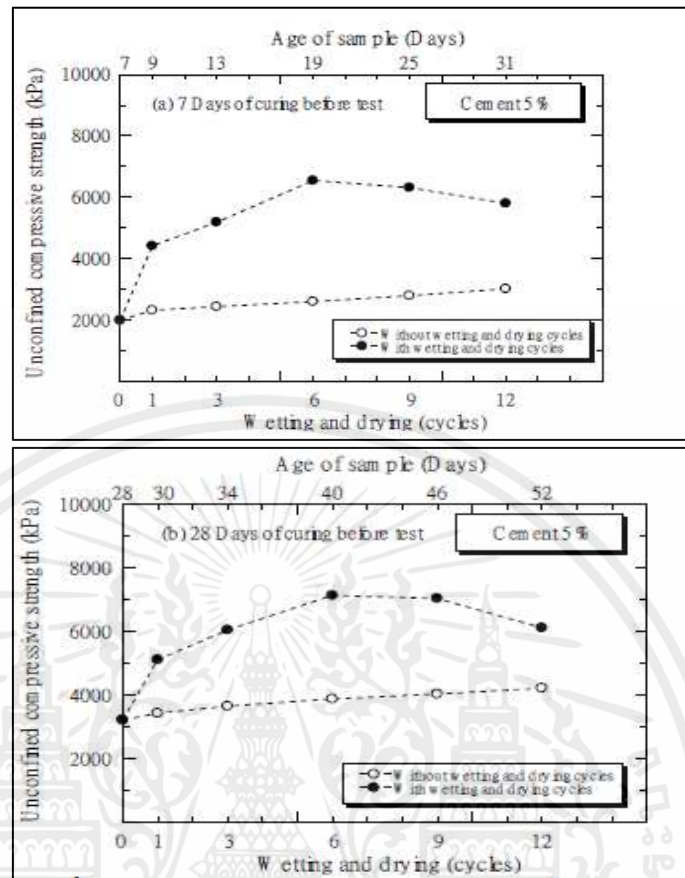 Age of sample (Days)
7 9 13 19 25 31
10000
(a) 7 Days of curing before test
Cement 5 %
8000
6000
4000
2000
Unconfined compressive strength (kPa)
Without wetting and drying cycles
With wetting and drying cycles
0 1 3 6 9 12
Wetting and drying (cycles)
Age of sample (Days)
28 30 34 40 46 52
10000
(b) 28 Days of curing before test
Cement 5 %
8000
6000
4000
2000
Unconfined compressive strength (kPa)
Without wetting and drying cycles
With wetting and drying cycles
0 1 3 6 9 12
Wetting and drying (cycles)